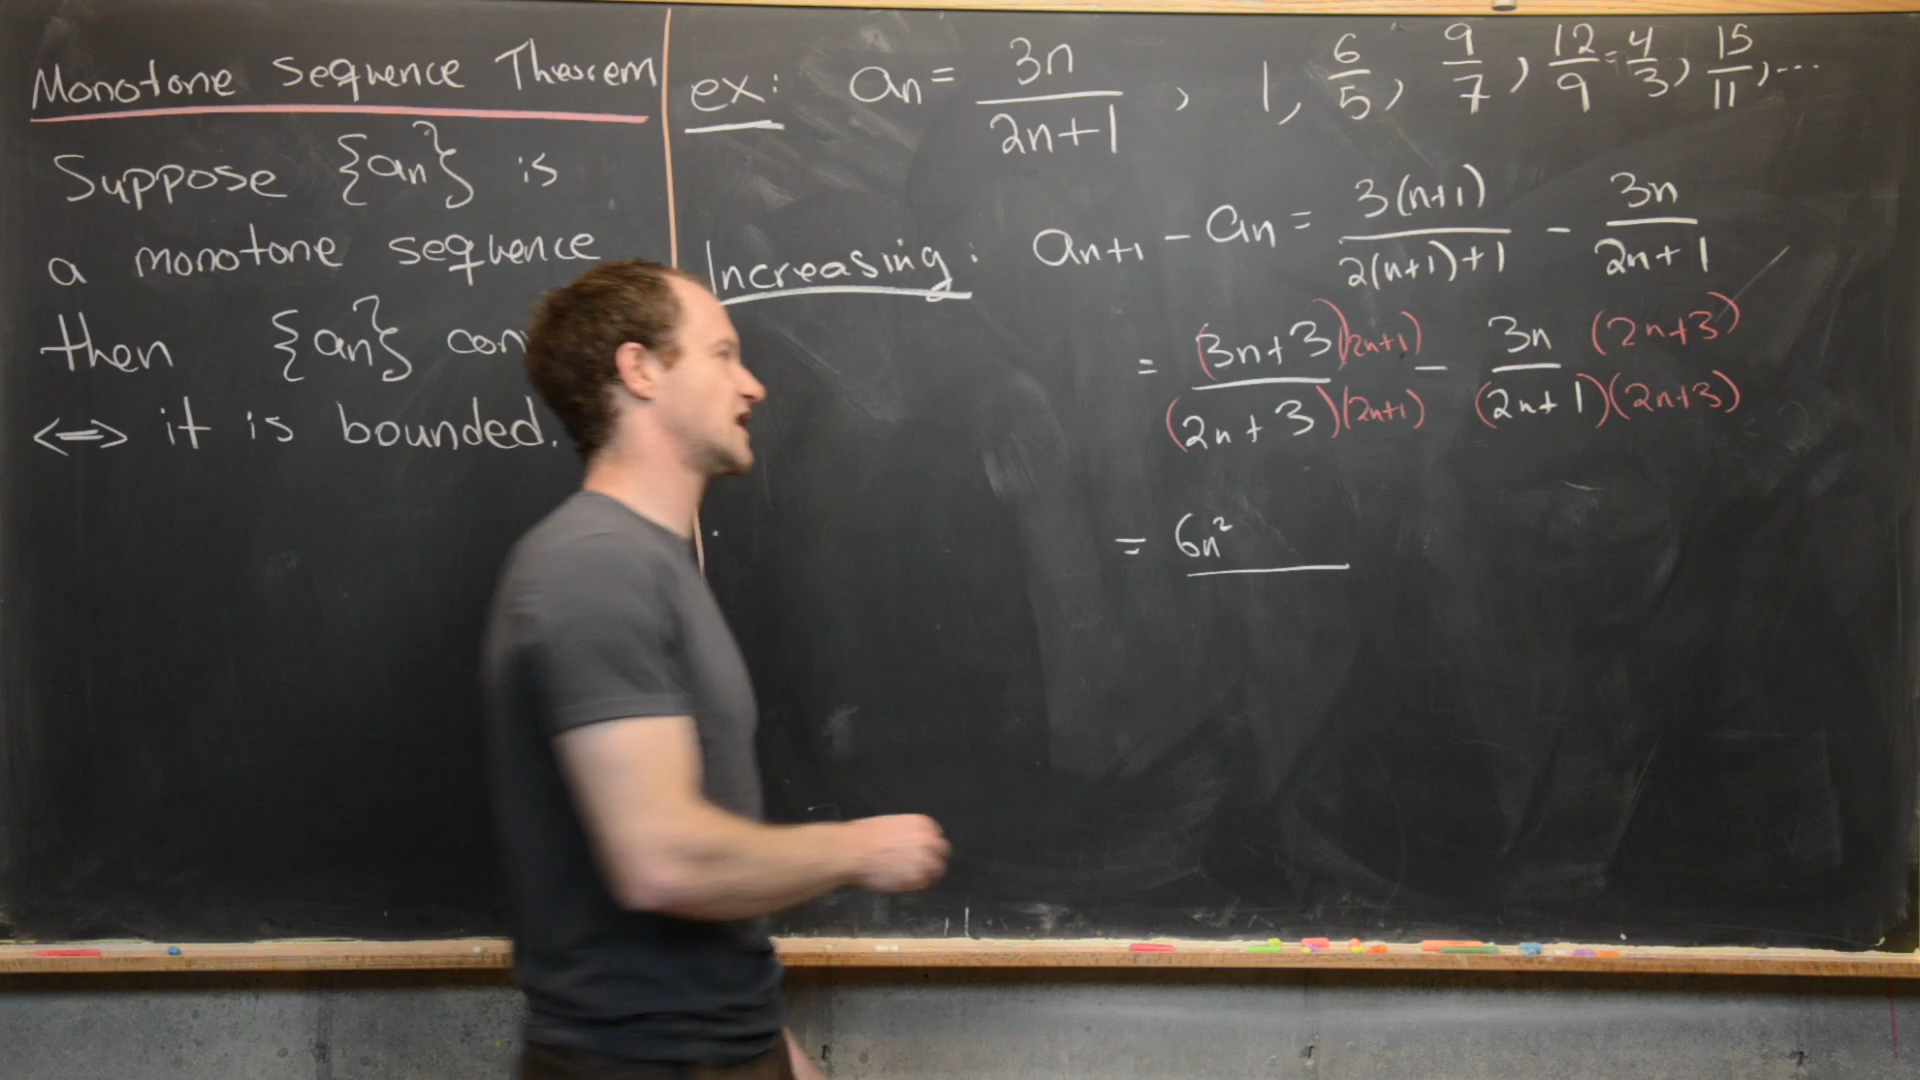 Monotone Sequence Theorem
Suppose {an} is
a monotone sequence
then {an} con
<=> it is bounded.
ex: an = 3n / 2n+1 , 1, 6/5, 9/7, 12/9 = 4/3, 15/11, ...
Increasing: an+1 - an = 3(n+1) / 2(n+1)+1 - 3n / 2n+1
= (3n+3)(2n+1) / (2n+3)(2n+1) - 3n (2n+3) / (2n+1)(2n+3)
= 6n²